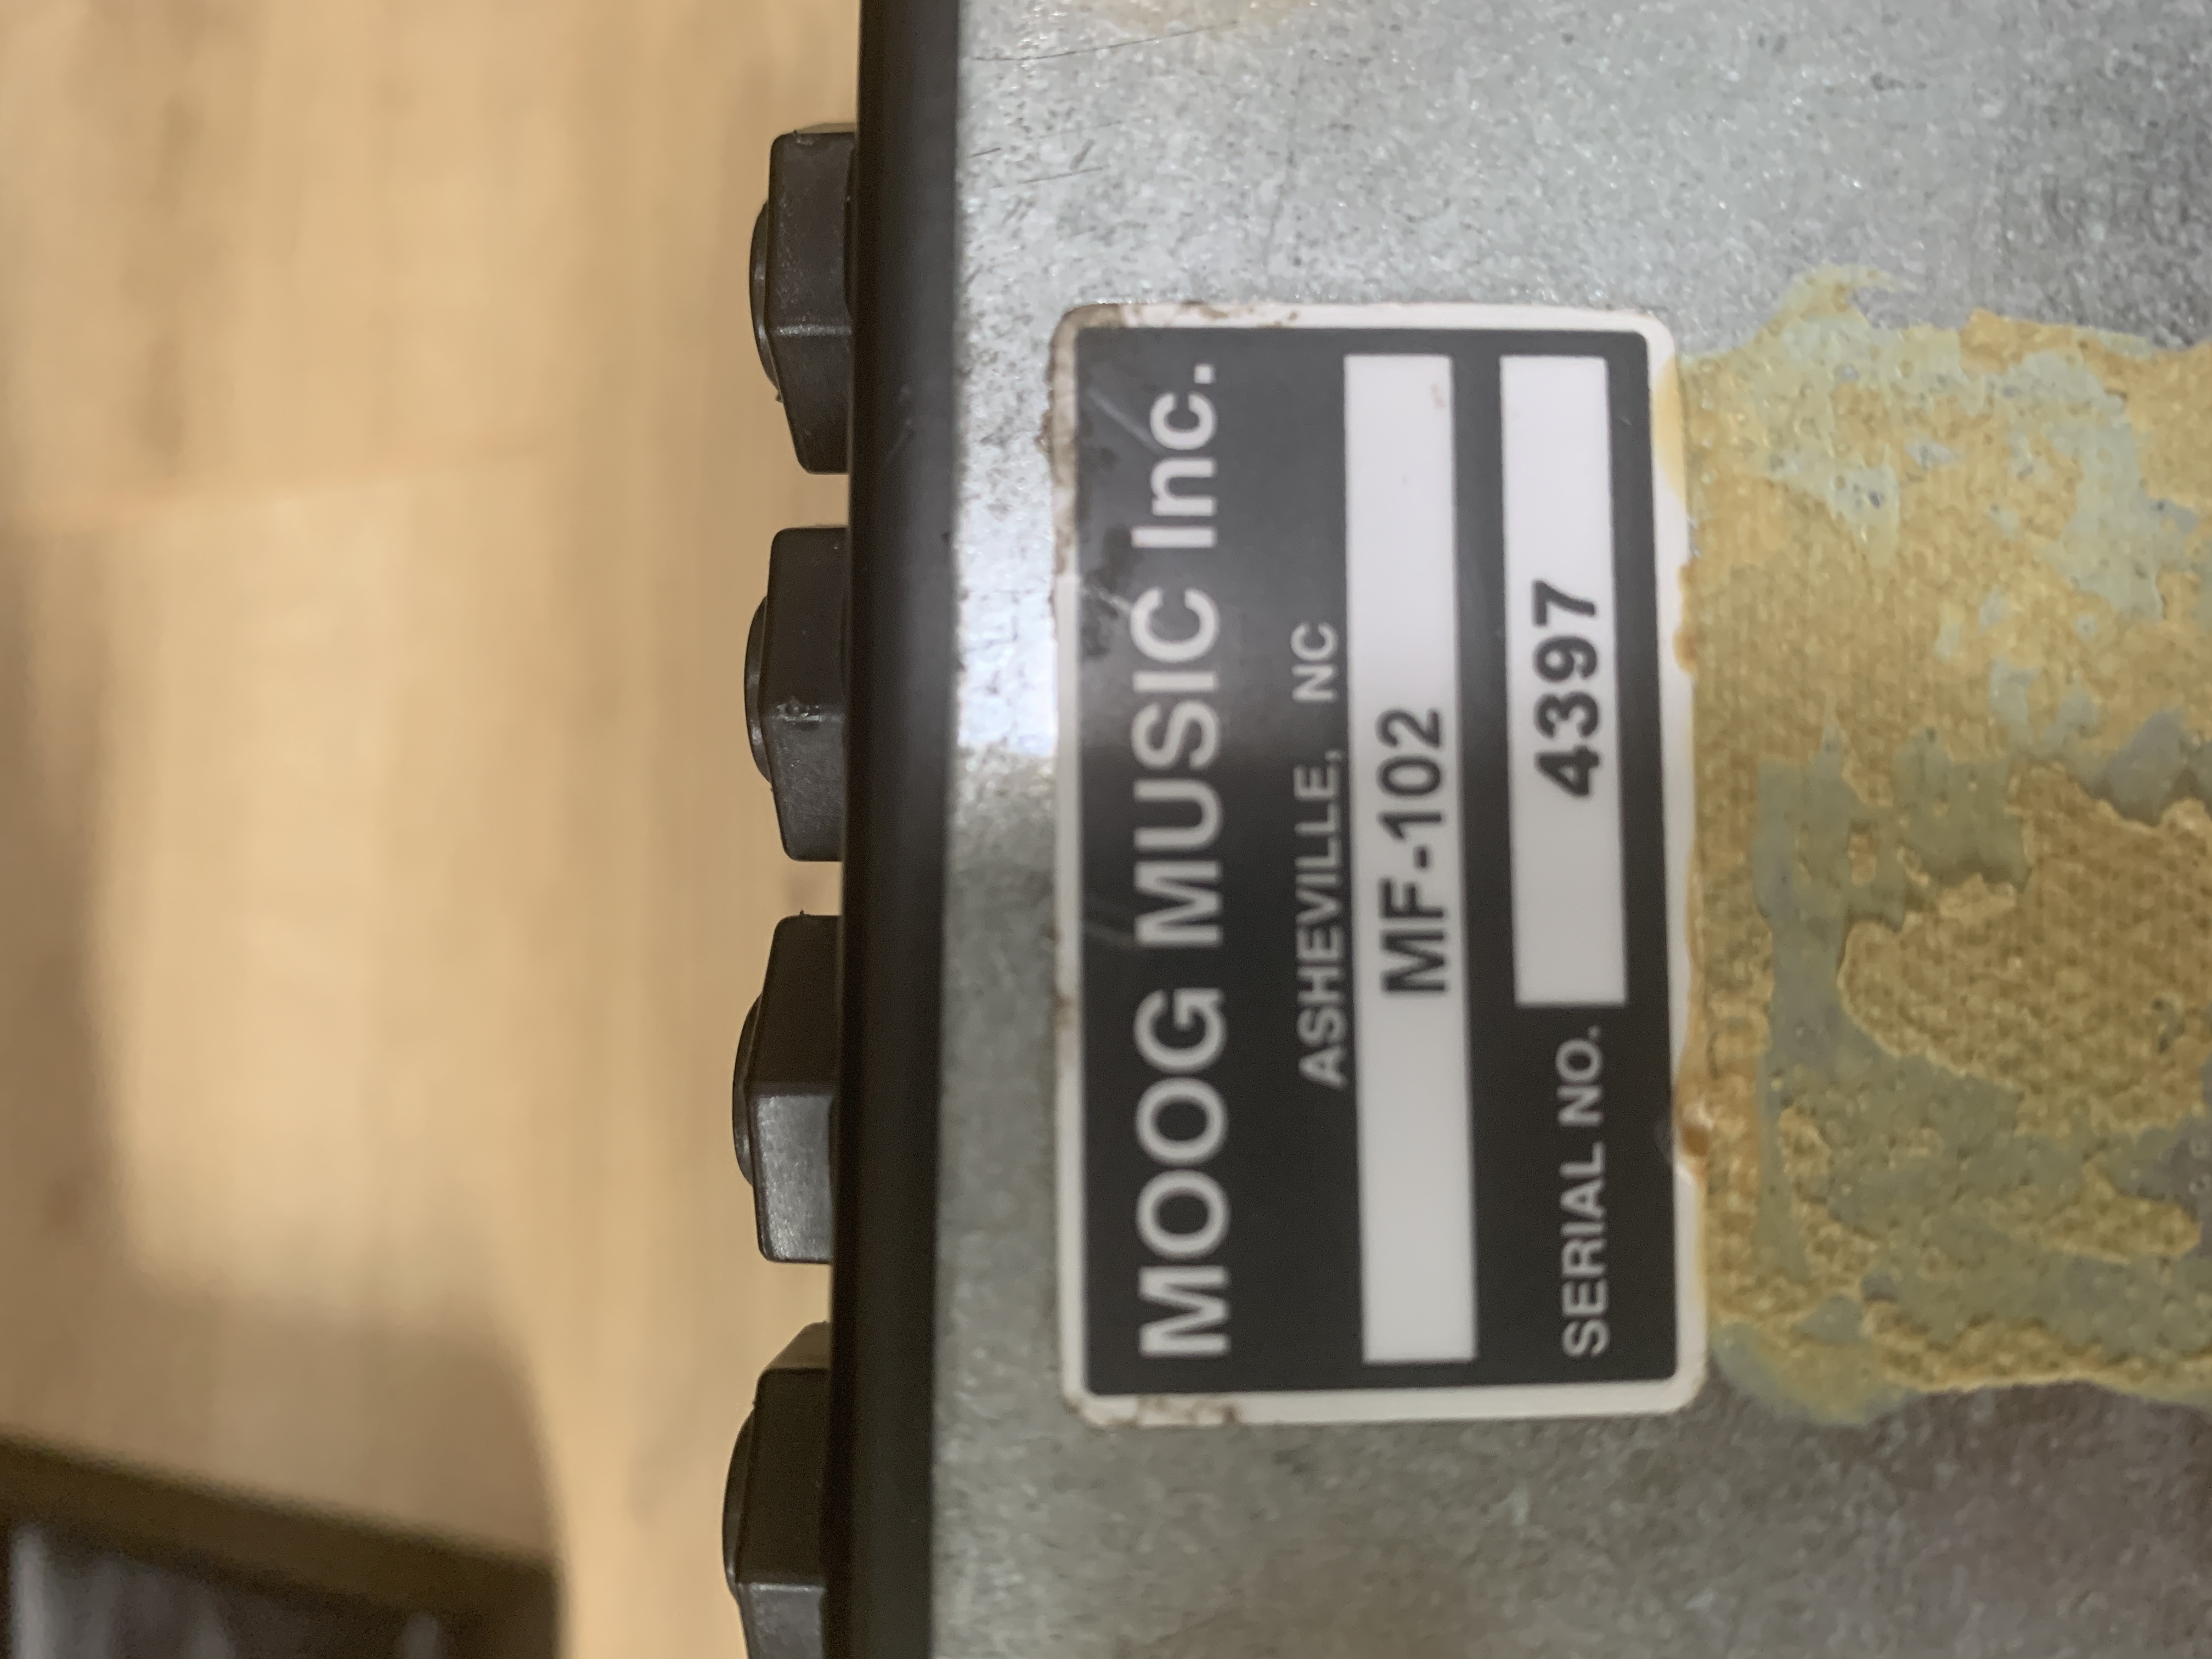 MOOG MUSIC Inc.
ASHEVILLE, NC
MF-102
SERIAL NO. 4397